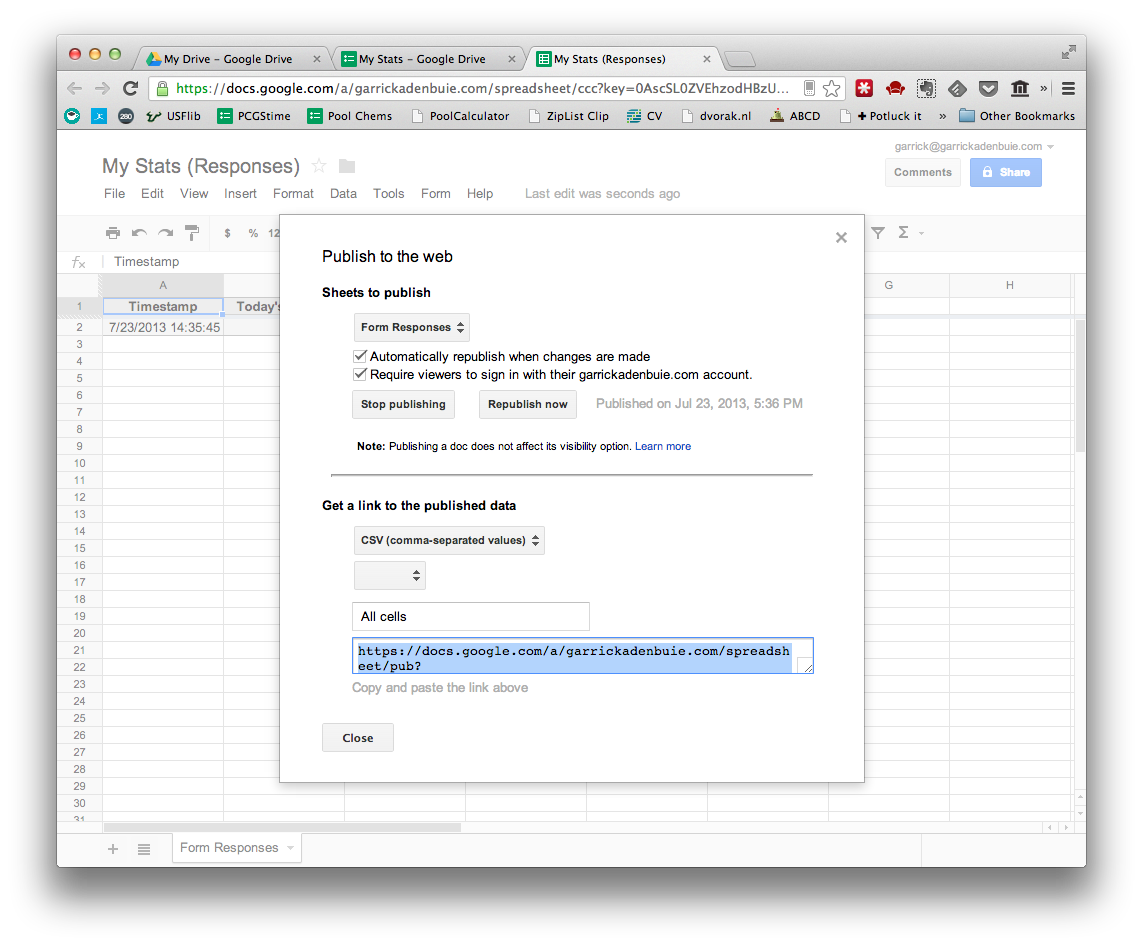 My Drive – Google Drive
My Stats – Google Drive
My Stats (Responses)
https://docs.google.com/a/garrickadenbuie.com/spreadsheet/ccc?key=0AscSL0ZVEhzodHBzU...
280 USFlib PCGStime Pool Chems PoolCalculator ZipList Clip CV dvorak.nl ABCD + Potluck it » Other Bookmarks
garrick@garrickadenbuie.com
My Stats (Responses)
Comments Share
File Edit View Insert Format Data Tools Form Help Last edit was seconds ago
$ % 12 Σ
fx Timestamp
A G H
1 Timestamp Today's
2 7/23/2013 14:35:45
3
4
5
6
7
8
9
10
11
12
13
14
15
16
17
18
19
20
21
22
23
24
25
26
27
28
29
30
31
Publish to the web
Sheets to publish
Form Responses
Automatically republish when changes are made
Require viewers to sign in with their garrickadenbuie.com account.
Stop publishing Republish now Published on Jul 23, 2013, 5:36 PM
Note: Publishing a doc does not affect its visibility option. Learn more
Get a link to the published data
CSV (comma-separated values)
All cells
https://docs.google.com/a/garrickadenbuie.com/spreadsh
eet/pub?
Copy and paste the link above
Close
Form Responses